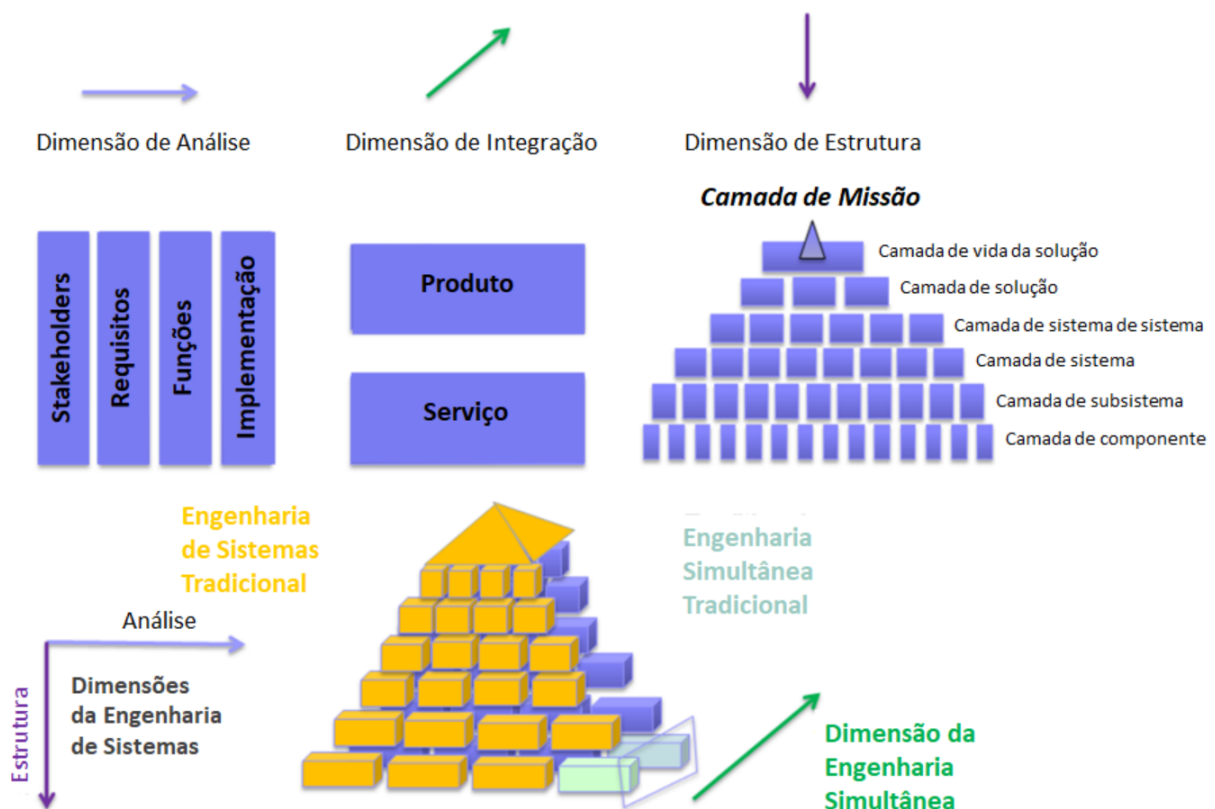 Dimensão de Análise
Dimensão de Integração
Dimensão de Estrutura
Camada de Missão
Stakeholders
Requisitos
Funções
Implementação
Produto
Serviço
Camada de vida da solução
Camada de solução
Camada de sistema de sistema
Camada de sistema
Camada de subsistema
Camada de componente
Engenharia
de Sistemas
Tradicional
Engenharia
Simultânea
Tradicional
Análise
Estrutura
Dimensões
da Engenharia
de Sistemas
Dimensão da
Engenharia
Simultânea